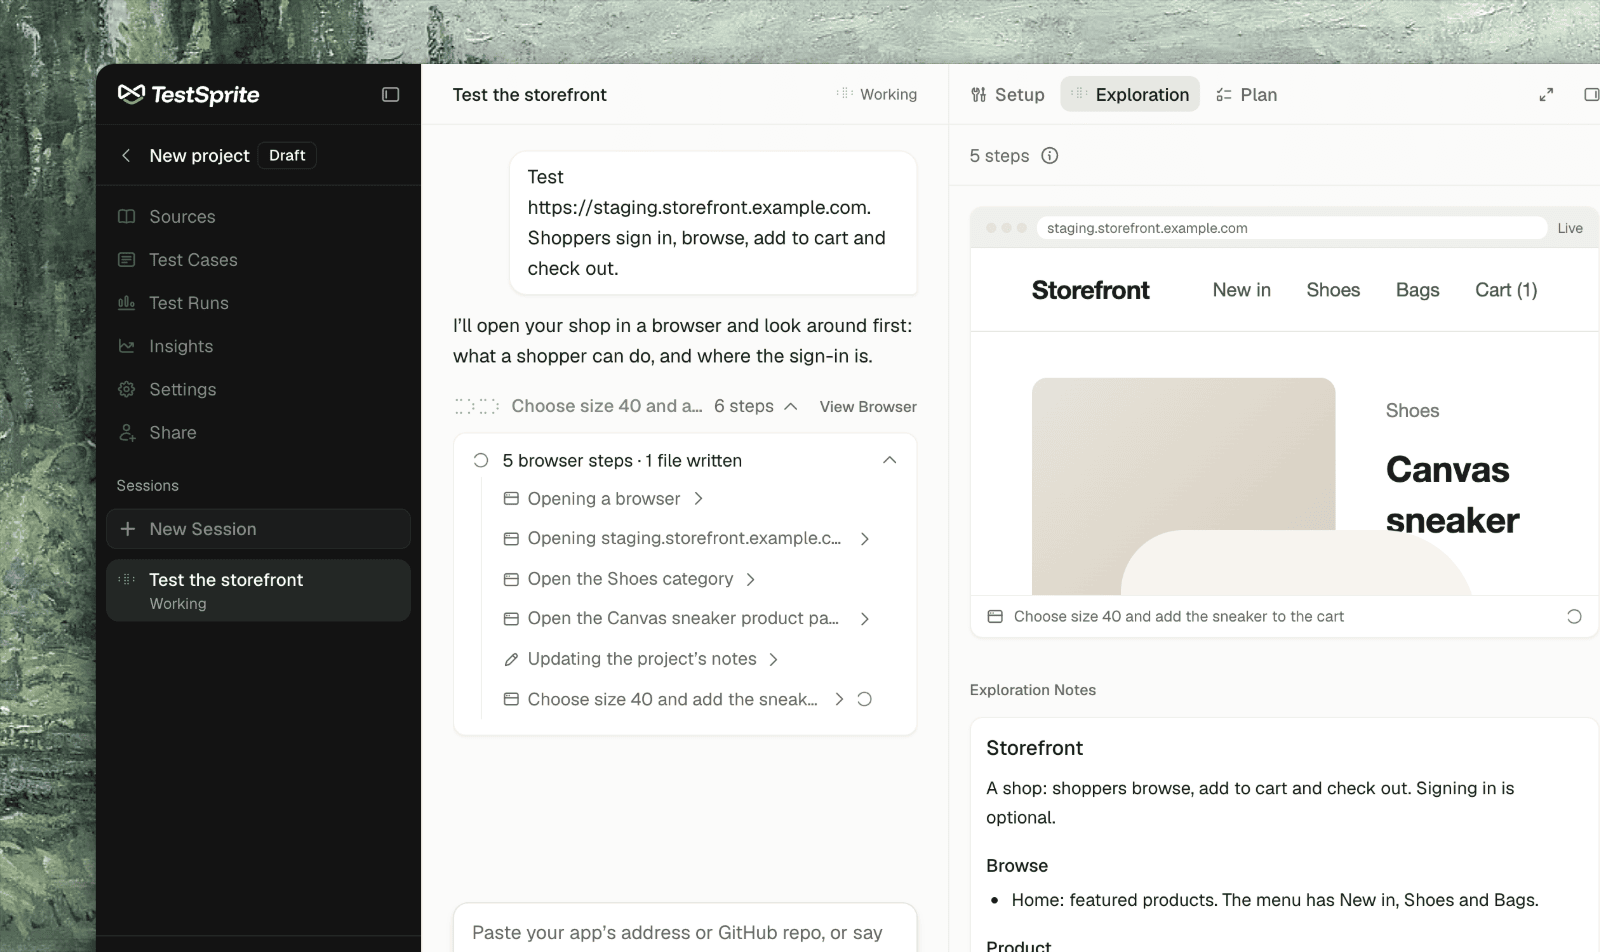 TestSprite
New project
Draft
Sources
Test Cases
Test Runs
Insights
Settings
Share
Sessions
New Session
Test the storefront
Working
Test the storefront
Working
Test
https://staging.storefront.example.com.
Shoppers sign in, browse, add to cart and
check out.
I'll open your shop in a browser and look around first:
what a shopper can do, and where the sign-in is.
Choose size 40 and a... 6 steps
View Browser
5 browser steps · 1 file written
Opening a browser
Opening staging.storefront.example.c...
Open the Shoes category
Open the Canvas sneaker product pa...
Updating the project's notes
Choose size 40 and add the sneak...
Paste your app's address or GitHub repo, or say
Setup
Exploration
Plan
5 steps
staging.storefront.example.com
Live
Storefront
New in
Shoes
Bags
Cart (1)
Shoes
Canvas
sneaker
Choose size 40 and add the sneaker to the cart
Exploration Notes
Storefront
A shop: shoppers browse, add to cart and check out. Signing in is
optional.
Browse
• Home: featured products. The menu has New in, Shoes and Bags.
Product